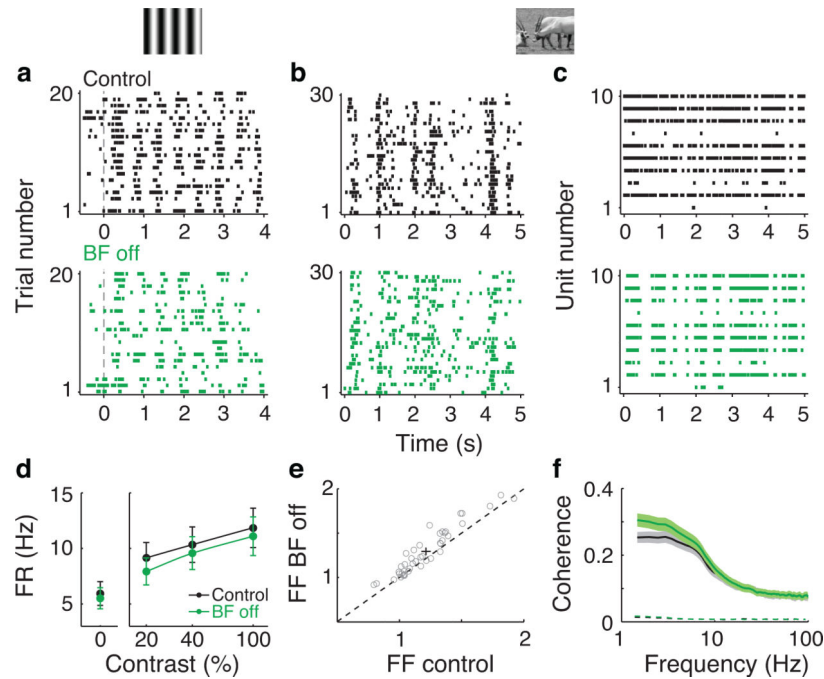 a
b
c
Control
20
Trial number
1
0 1 2 3 4
BF off
20
1
0 1 2 3 4
30
1
0 1 2 3 4 5
30
1
0 1 2 3 4 5
Time (s)
10
Unit number
1
0 1 2 3 4 5
10
1
0 1 2 3 4 5
d
15
FR (Hz)
10
5
Control
BF off
0 20 40 100
Contrast (%)
e
2
FF BF off
1
1 2
FF control
f
0.4
Coherence
0.2
0
1 10 100
Frequency (Hz)